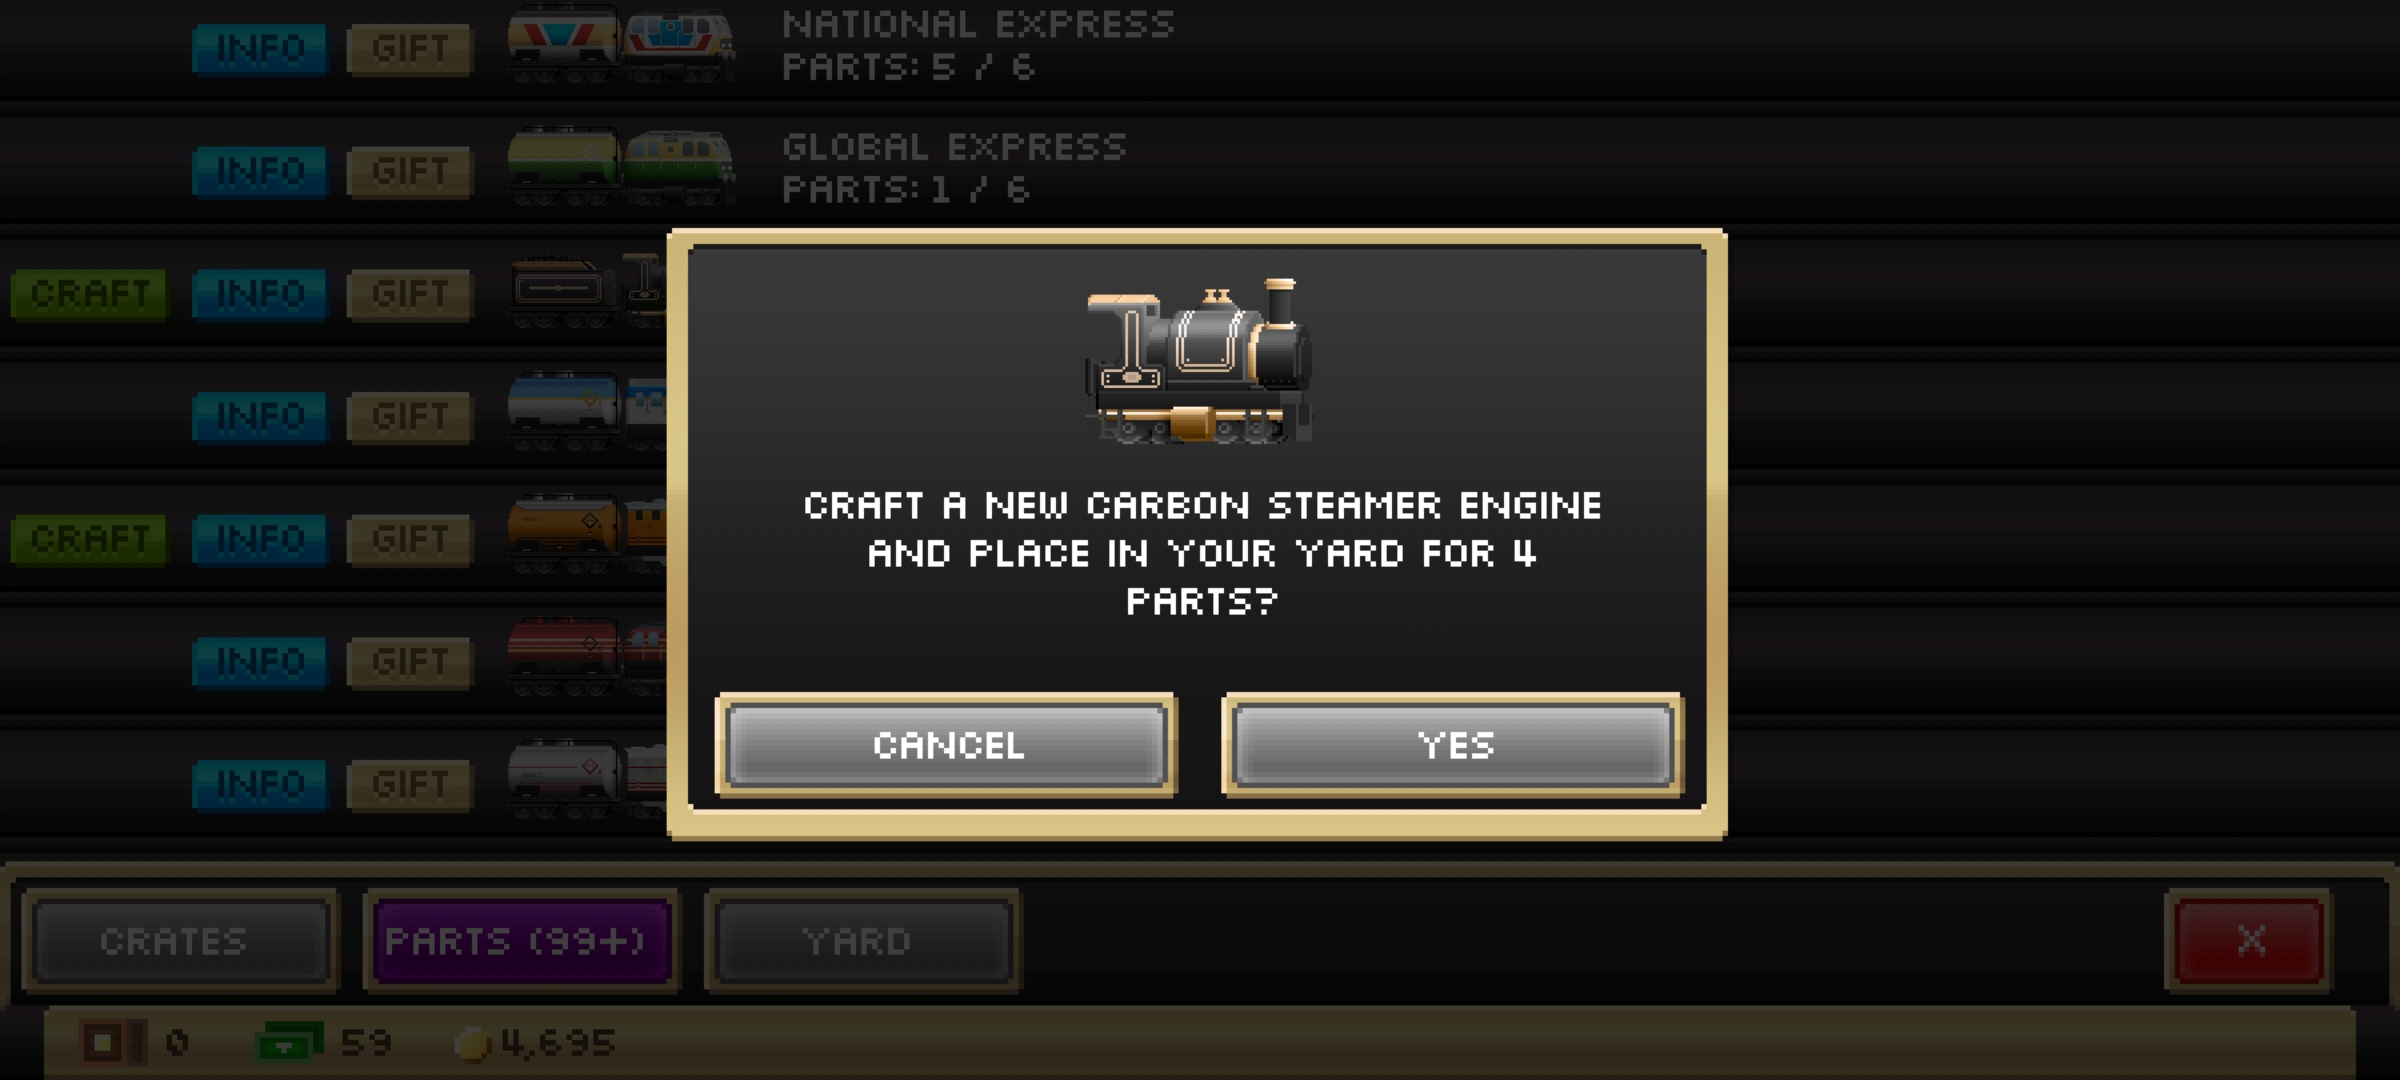 INFO GIFT NATIONAL EXPRESS
PARTS: 5 / 6
INFO GIFT GLOBAL EXPRESS
PARTS: 1 / 6
CRAFT INFO GIFT
INFO GIFT
CRAFT INFO GIFT
INFO GIFT
INFO GIFT
CRAFT A NEW CARBON STEAMER ENGINE
AND PLACE IN YOUR YARD FOR 4
PARTS?
CANCEL YES
CRATES PARTS (99+) YARD X
0 59 4,695